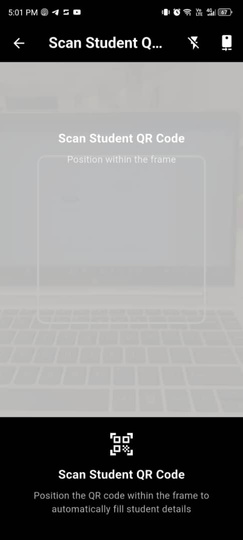 5:01 PM
67
Scan Student Q...
Scan Student QR Code
Position within the frame
Scan Student QR Code
Position the QR code within the frame to
automatically fill student details